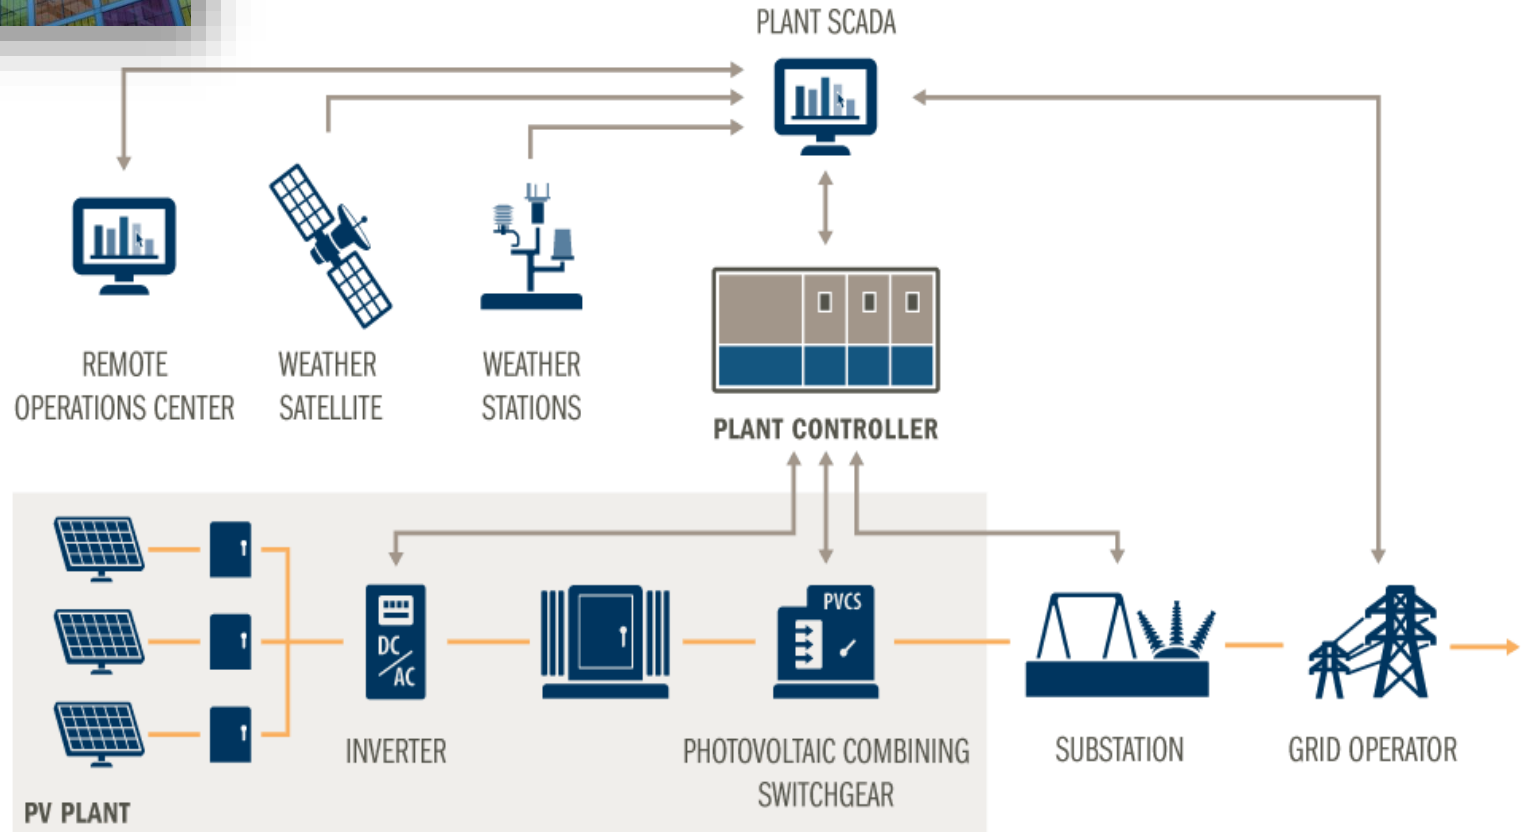 PLANT SCADA
REMOTE
OPERATIONS CENTER
WEATHER
SATELLITE
WEATHER
STATIONS
PLANT CONTROLLER
PVCS
DC
AC
INVERTER
PHOTOVOLTAIC COMBINING
SWITCHGEAR
SUBSTATION
GRID OPERATOR
PV PLANT